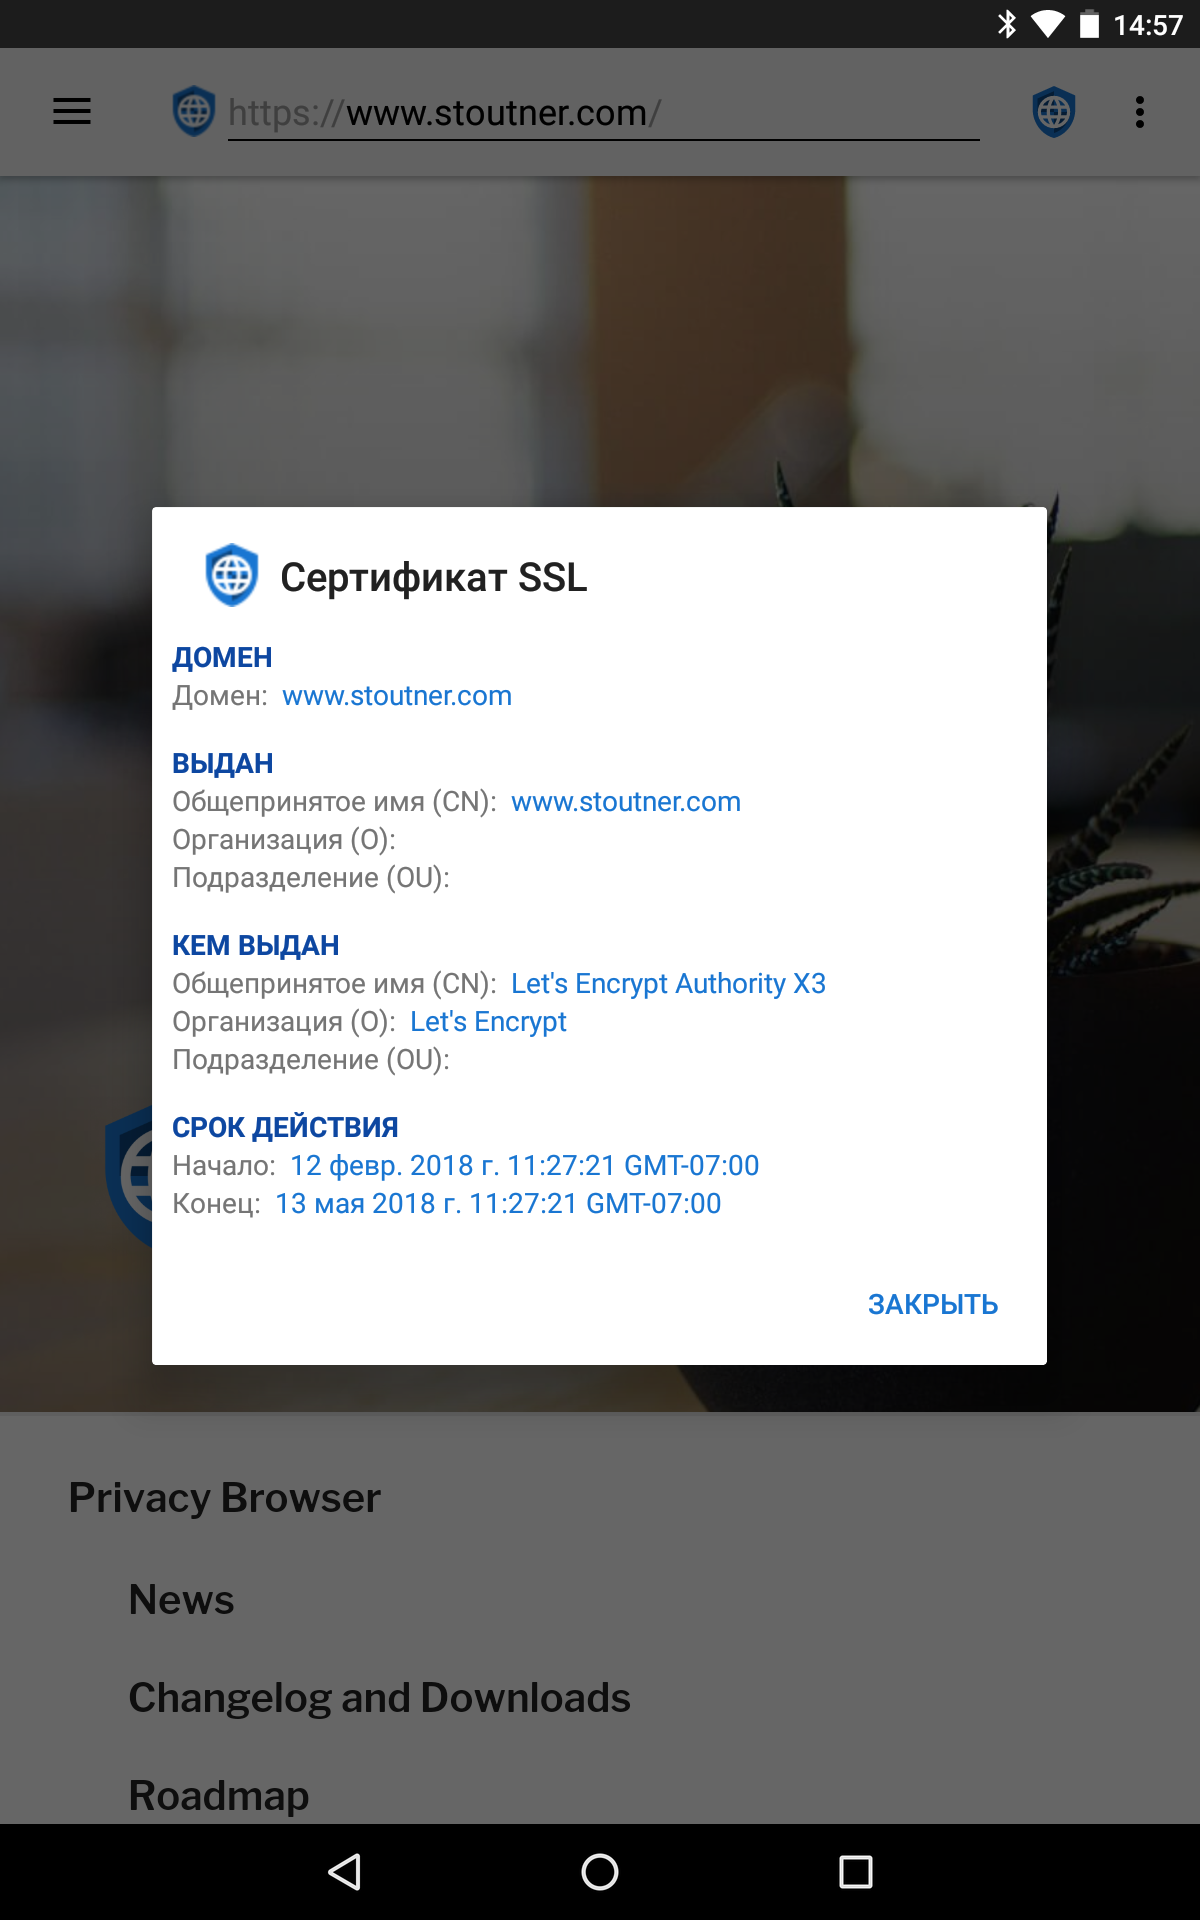 14:57
https://www.stoutner.com/
Сертификат SSL
ДОМЕН
Домен: www.stoutner.com
ВЫДАН
Общепринятое имя (CN): www.stoutner.com
Организация (O):
Подразделение (OU):
КЕМ ВЫДАН
Общепринятое имя (CN): Let's Encrypt Authority X3
Организация (O): Let's Encrypt
Подразделение (OU):
СРОК ДЕЙСТВИЯ
Начало: 12 февр. 2018 г. 11:27:21 GMT-07:00
Конец: 13 мая 2018 г. 11:27:21 GMT-07:00
ЗАКРЫТЬ
Privacy Browser
News
Changelog and Downloads
Roadmap